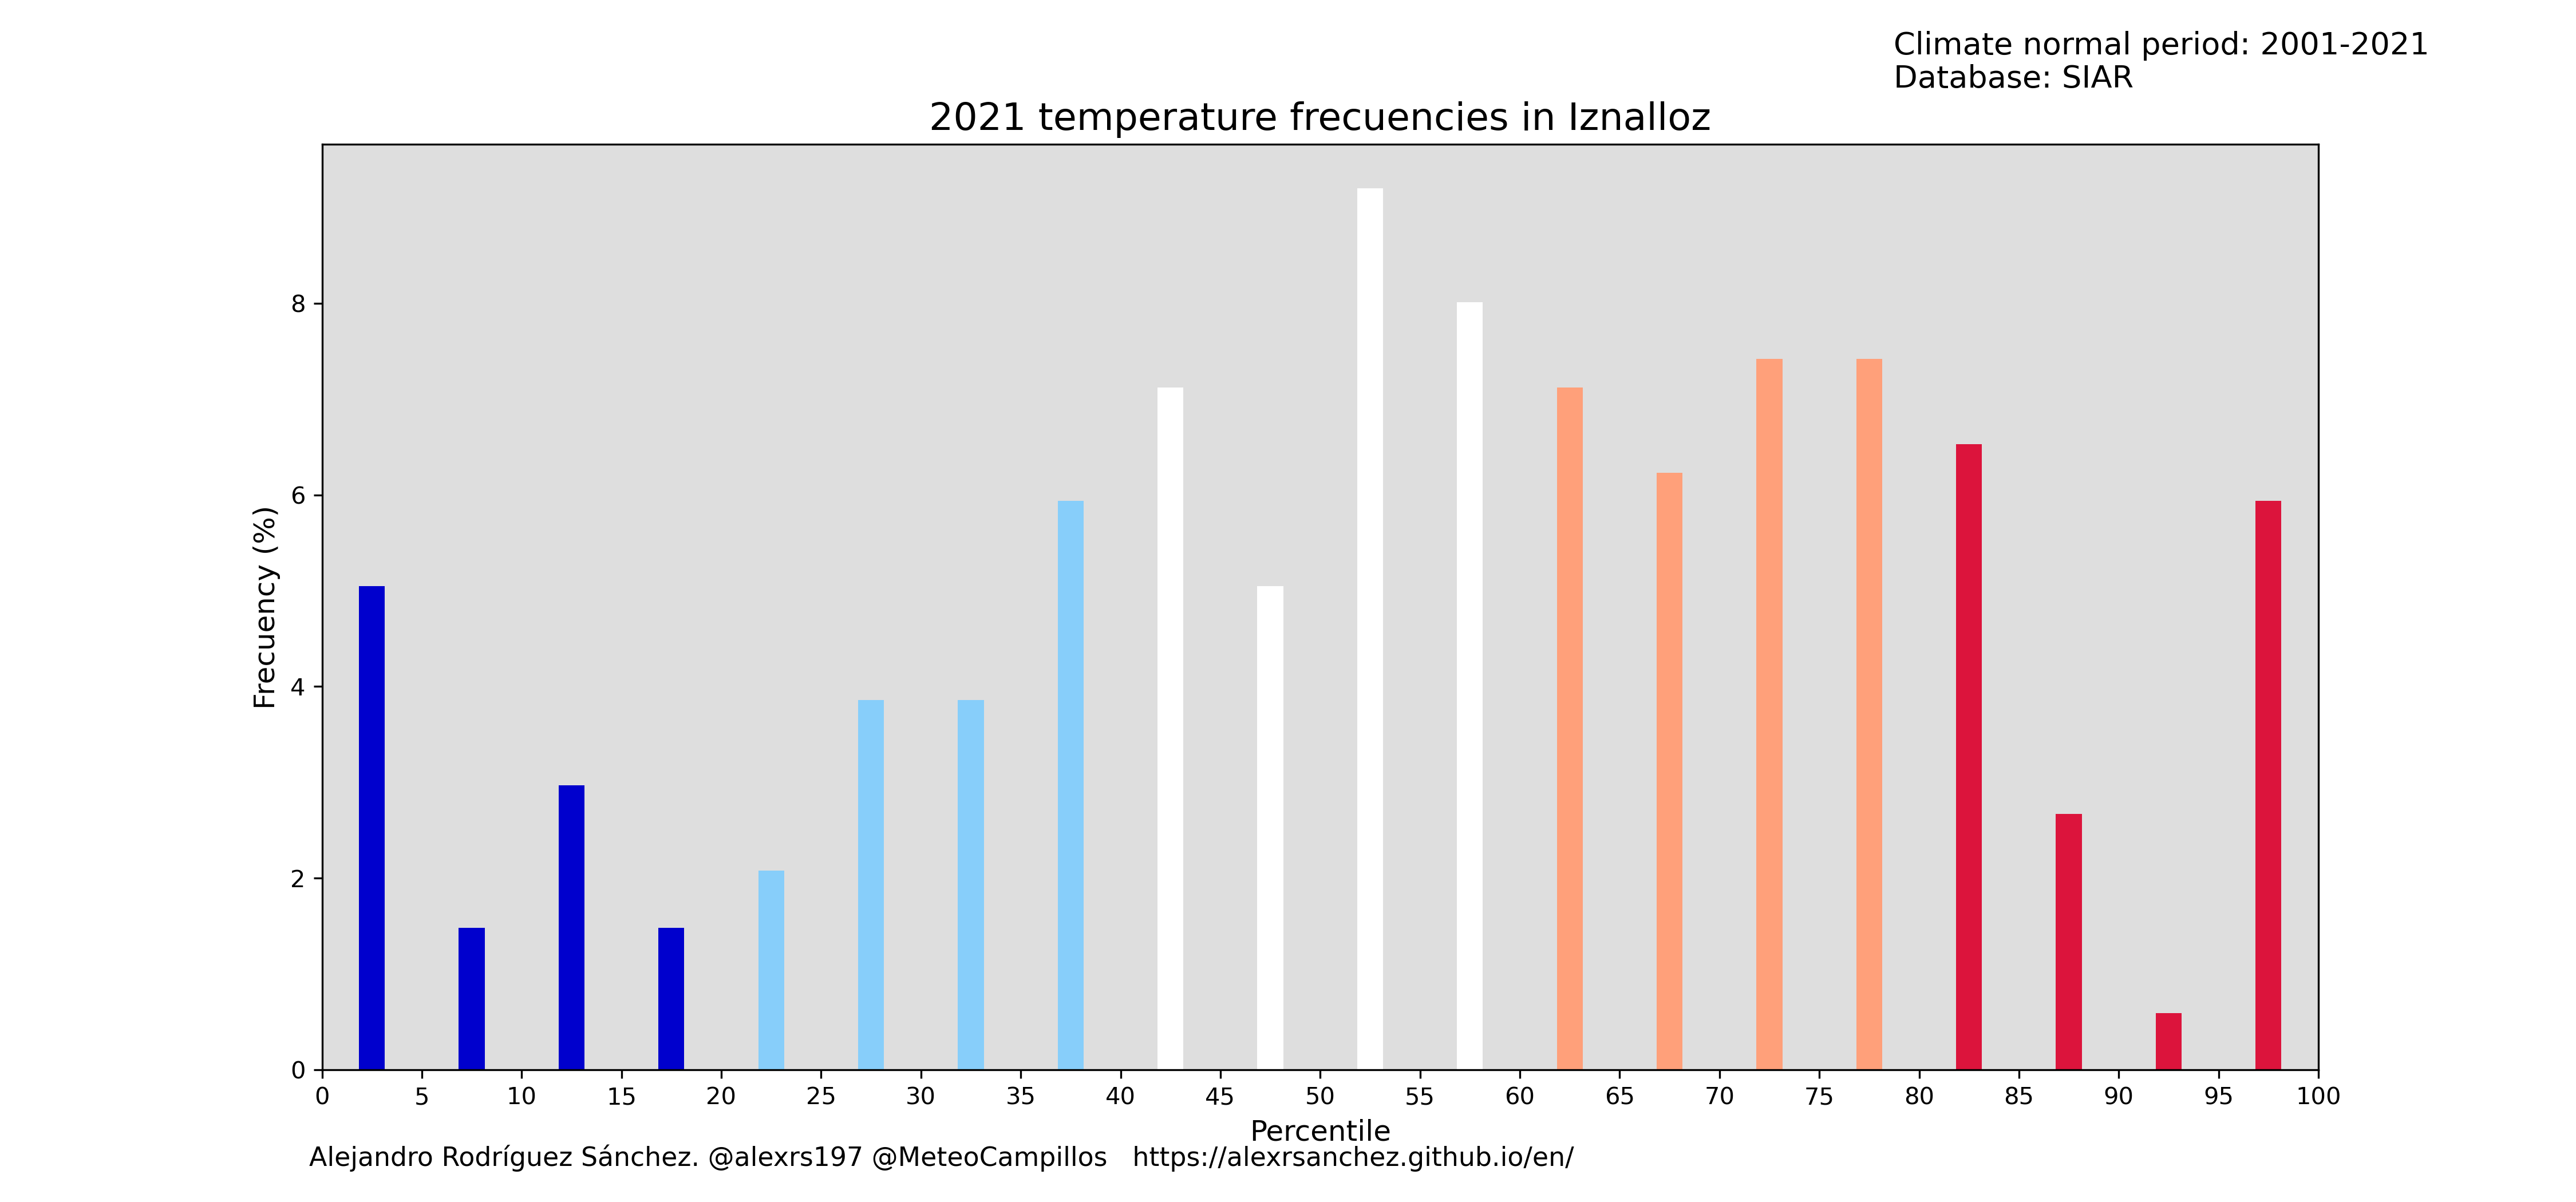 Climate normal period: 2001-2021
Database: SIAR
2021 temperature frecuencies in Iznalloz
Frecuency (%)
8
6
4
2
0
0 5 10 15 20 25 30 35 40 45 50 55 60 65 70 75 80 85 90 95 100
Percentile
Alejandro Rodríguez Sánchez. @alexrs197 @MeteoCampillos https://alexrsanchez.github.io/en/